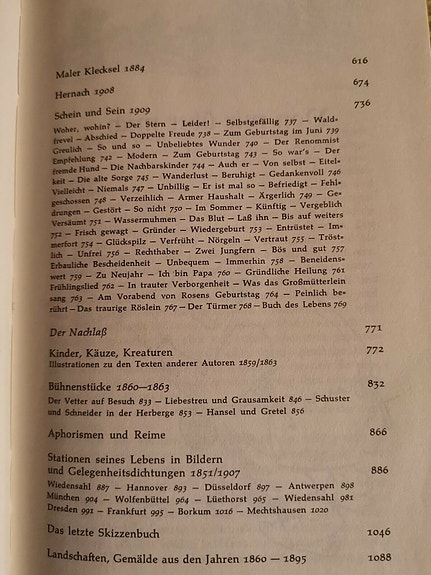 Maler Klecksel 1884 616
Hernach 1908 674
Schein und Sein 1909 736
Woher, wohin? — Der Stern — Leider! — Selbstgefällig 737 — Wald=
frevel — Abschied — Doppelte Freude 738 — Zum Geburtstag im Juni 739
Greulich — So und so — Unbeliebtes Wunder 740 — Der Renommist
Empfehlung 742 — Modern — Zum Geburtstag 743 — So war's — Der
fremde Hund — Die Nachbarskinder 744 — Auch er — Von selbst — Eitel=
keit — Die alte Sorge 745 — Wanderlust — Beruhigt — Gedankenvoll 746
Vielleicht — Niemals 747 — Unbillig — Er ist mal so — Befriedigt — Fehl=
geschossen 748 — Verzeihlich — Armer Haushalt — Ärgerlich 749 — Ge=
drungen — Gestört — So nicht 750 — Im Sommer — Künftig — Vergeblich
Versäumt 751 — Wassermuhmen — Das Blut — Laß ihn — Bis auf weiters
752 — Frisch gewagt — Gründer — Wiedergeburt 753 — Entrüstet — Im=
merfort 754 — Glückspilz — Verfrüht — Nörgeln — Vertraut 755 — Tröst=
lich — Unfrei 756 — Rechthaber — Zwei Jungfern — Bös und gut 757
Erbauliche Bescheidenheit — Unbequem — Immerhin 758 — Beneidens=
wert 759 — Zu Neujahr — Ich bin Papa 760 — Gründliche Heilung 761
Frühlingslied 762 — In trauter Verborgenheit — Was das Großmütterlein
sang 763 — Am Vorabend von Rosens Geburtstag 764 — Peinlich be=
rührt — Das traurige Röslein 767 — Der Türmer 768 — Buch des Lebens 769
Der Nachlaß 771
Kinder, Käuze, Kreaturen 772
Illustrationen zu den Texten anderer Autoren 1859/1863
Bühnenstücke 1860—1863 832
Der Vetter auf Besuch 833 — Liebestreu und Grausamkeit 846 — Schuster
und Schneider in der Herberge 853 — Hansel und Gretel 856
Aphorismen und Reime 866
Stationen seines Lebens in Bildern
und Gelegenheitsdichtungen 1851/1907 886
Wiedensahl 887 — Hannover 893 — Düsseldorf 897 — Antwerpen 898
München 904 — Wolfenbüttel 964 — Lüethorst 965 — Wiedensahl 981
Dresden 991 — Frankfurt 995 — Borkum 1016 — Mechtshausen 1020
Das letzte Skizzenbuch 1046
Landschaften, Gemälde aus den Jahren 1860 — 1895 1088